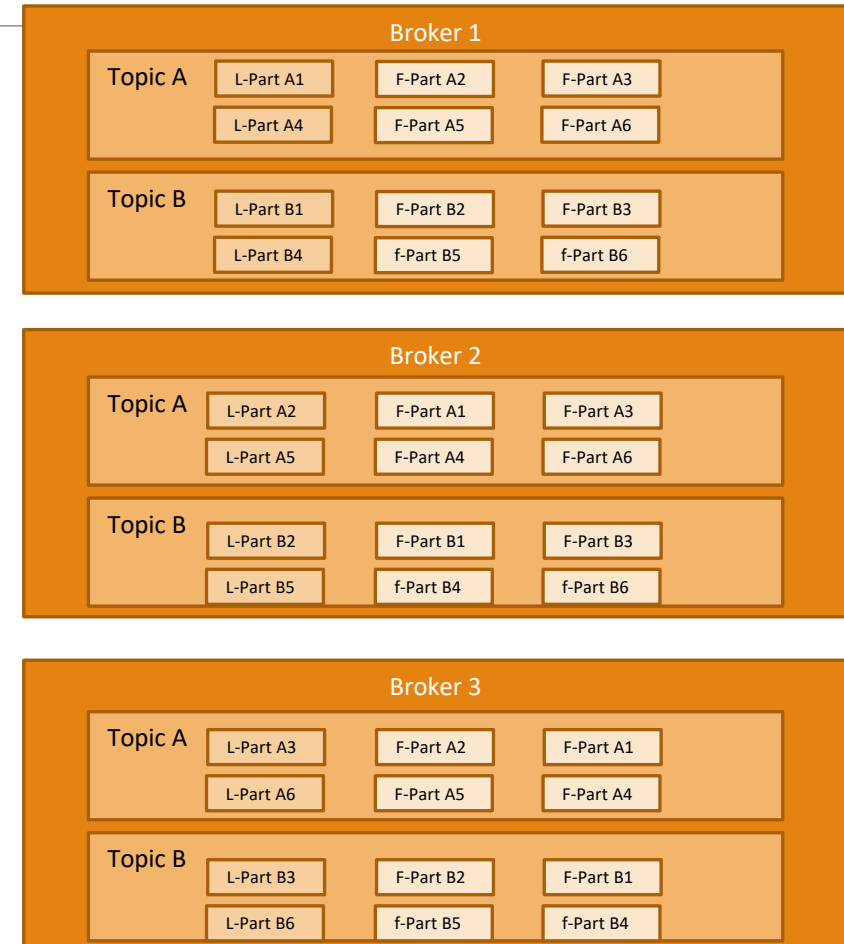 Broker 1
Topic A L-Part A1 F-Part A2 F-Part A3
L-Part A4 F-Part A5 F-Part A6
Topic B L-Part B1 F-Part B2 F-Part B3
L-Part B4 f-Part B5 f-Part B6
Broker 2
Topic A L-Part A2 F-Part A1 F-Part A3
L-Part A5 F-Part A4 F-Part A6
Topic B L-Part B2 F-Part B1 F-Part B3
L-Part B5 f-Part B4 f-Part B6
Broker 3
Topic A L-Part A3 F-Part A2 F-Part A1
L-Part A6 F-Part A5 F-Part A4
Topic B L-Part B3 F-Part B2 F-Part B1
L-Part B6 f-Part B5 f-Part B4